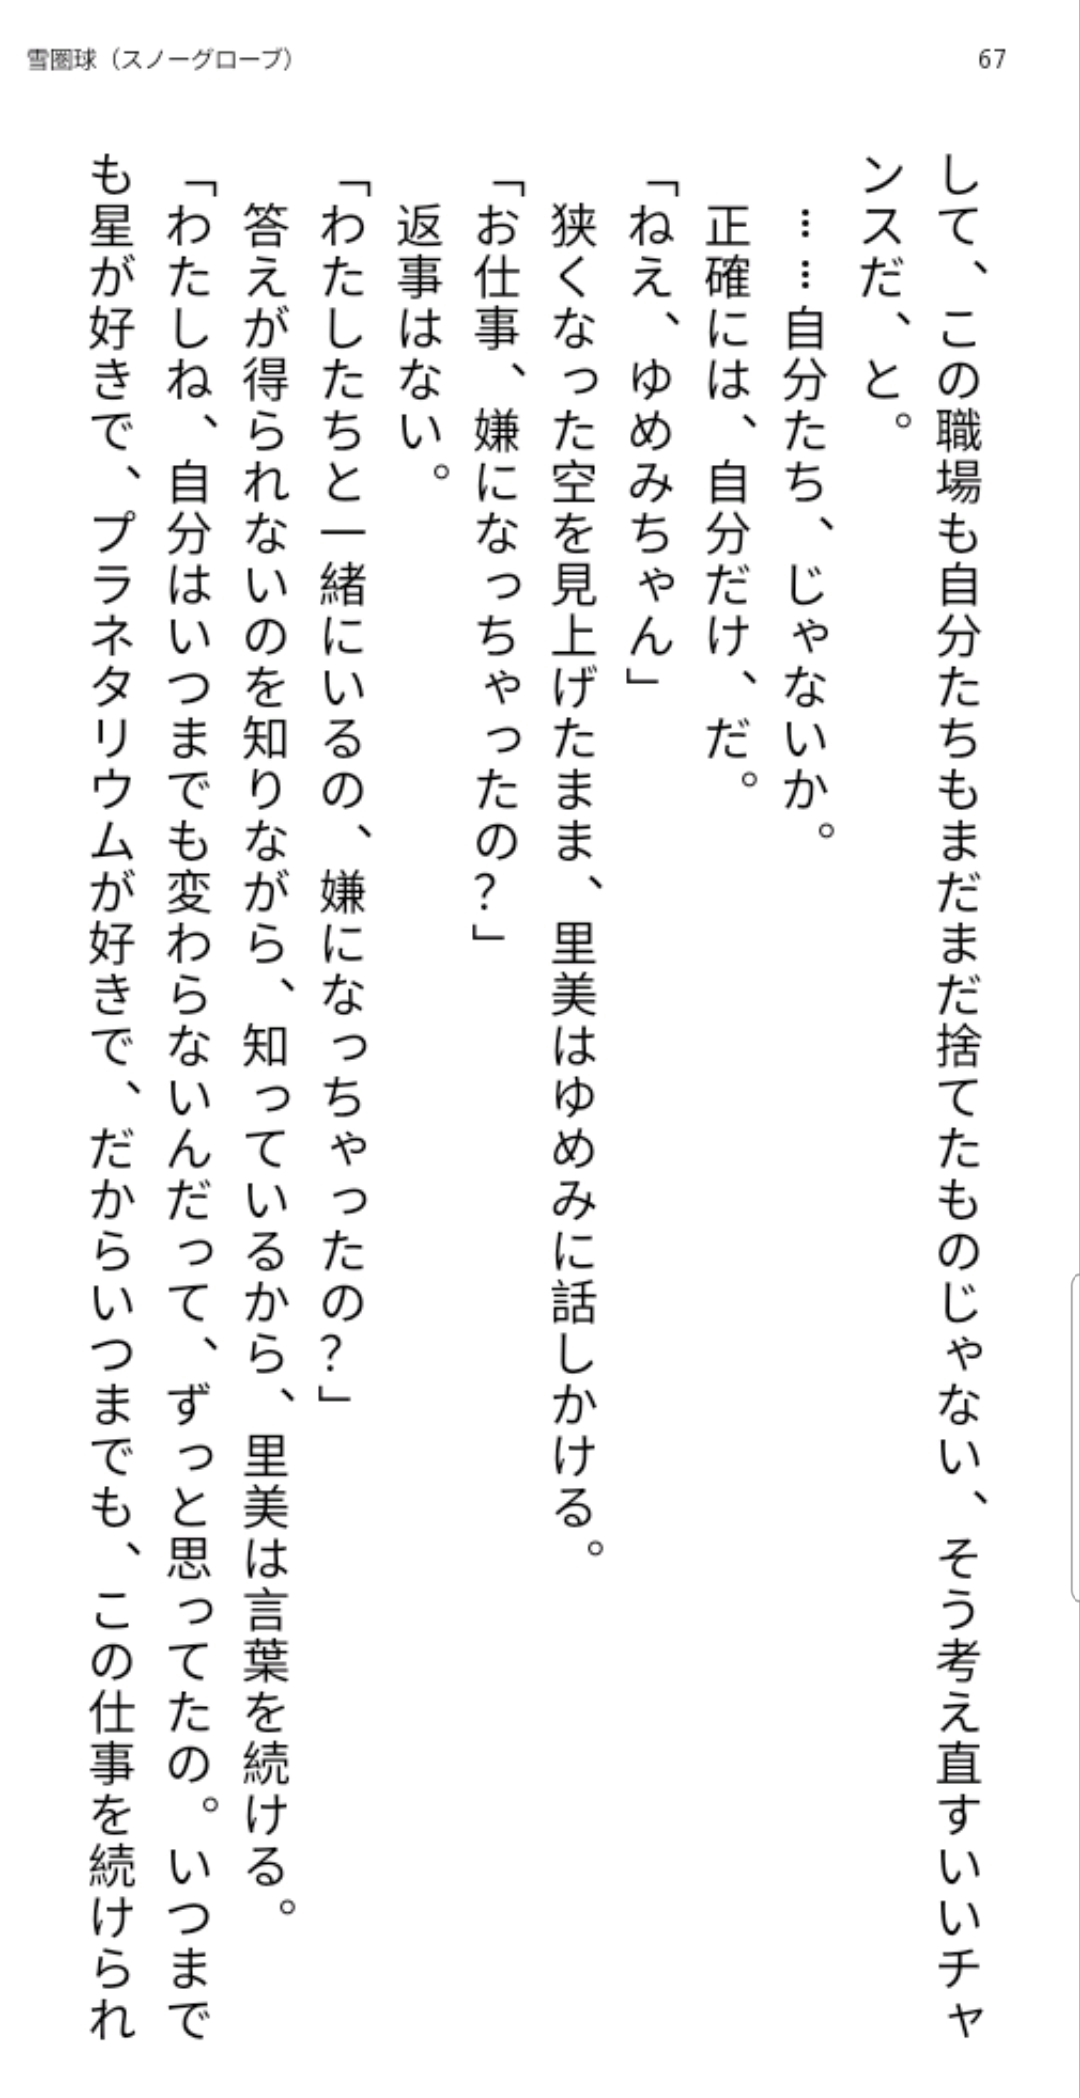 雪圏球（スノーグローブ）
67
して、この職場も自分たちもまだまだ捨てたものじゃない、そう考え直すいいチャ
ンスだ、と。
……自分たち、じゃないか。
正確には、自分だけ、だ。
「ねえ、ゆめみちゃん」
狭くなった空を見上げたまま、里美はゆめみに話しかける。
「お仕事、嫌になっちゃったの？」
返事はない。
「わたしたちと一緒にいるの、嫌になっちゃったの？」
答えが得られないのを知りながら、知っているから、里美は言葉を続ける。
「わたしね、自分はいつまでも変わらないんだって、ずっと思ってたの。いつまで
も星が好きで、プラネタリウムが好きで、だからいつまでも、この仕事を続けられ